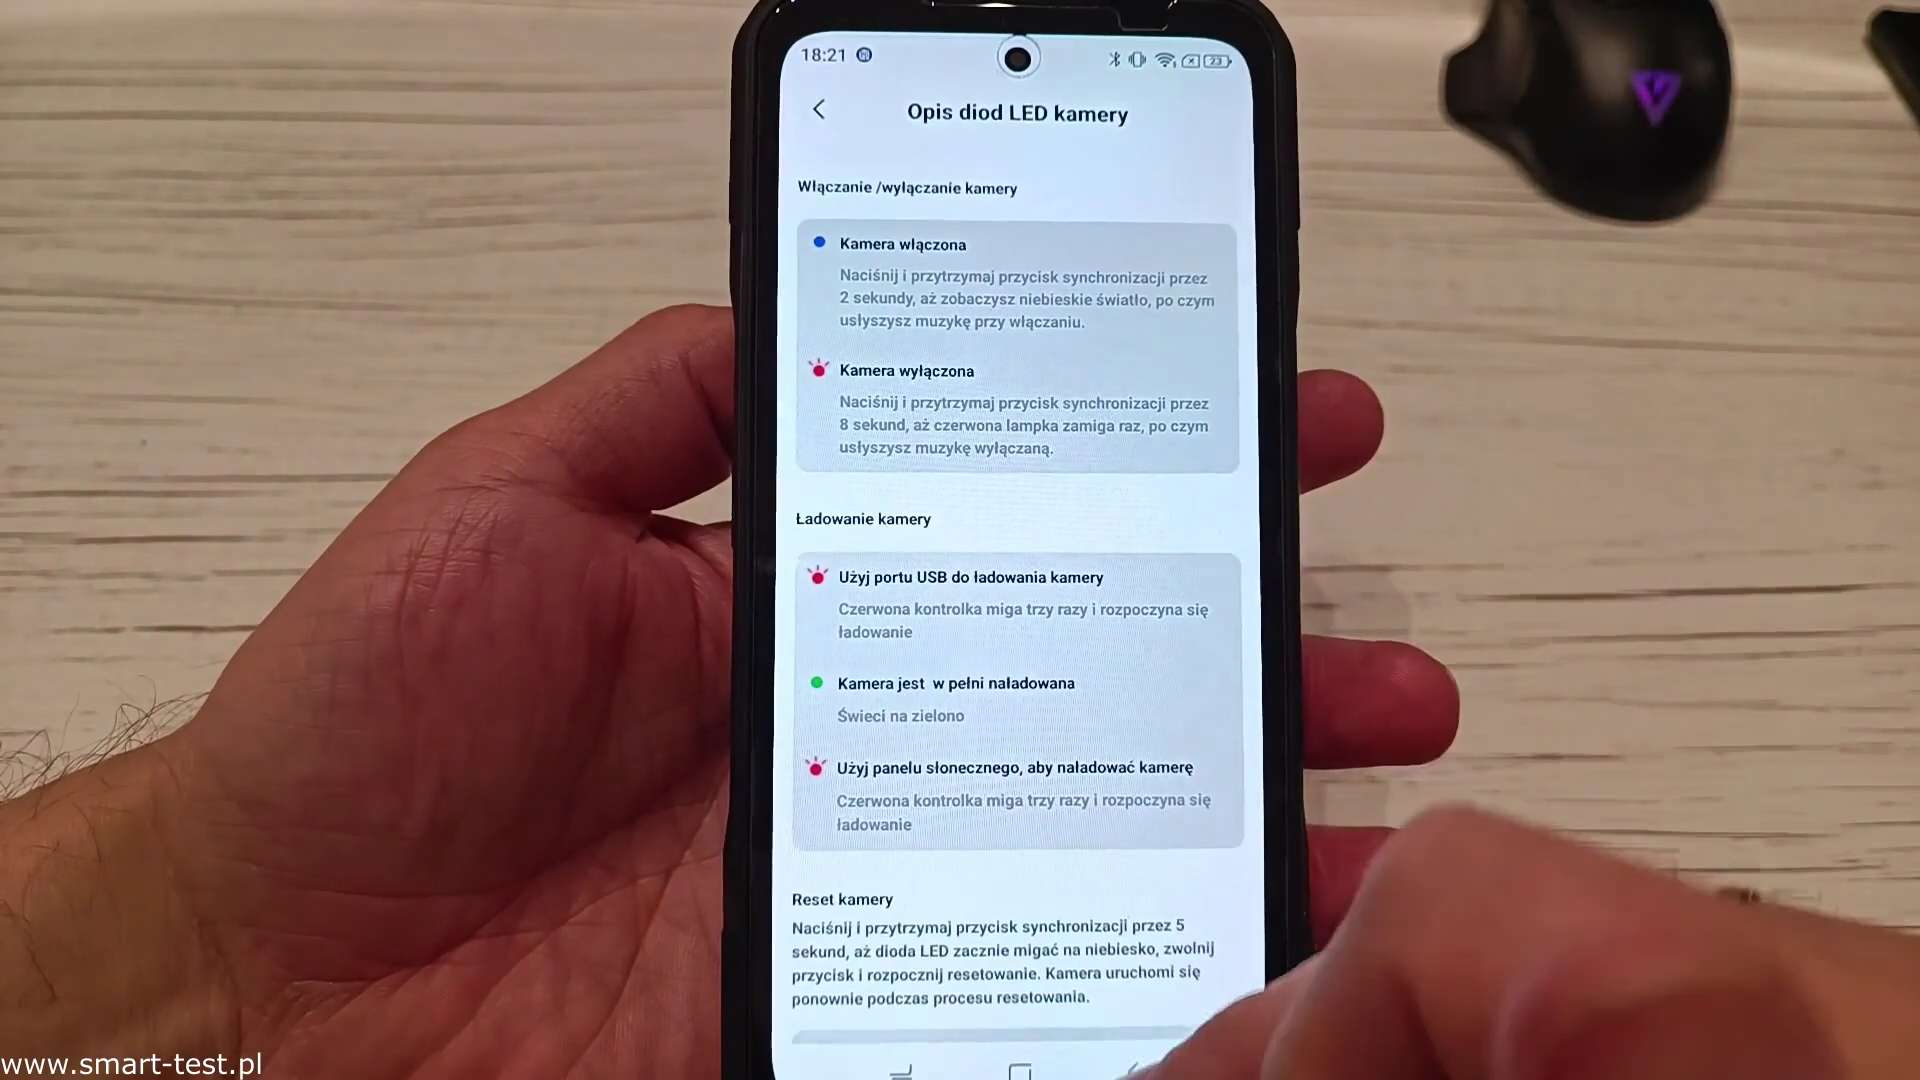 18:21
23
Opis diod LED kamery
Włączanie /wyłączanie kamery
Kamera włączona
Naciśnij i przytrzymaj przycisk synchronizacji przez
2 sekundy, aż zobaczysz niebieskie światło, po czym
usłyszysz muzykę przy włączaniu.
Kamera wyłączona
Naciśnij i przytrzymaj przycisk synchronizacji przez
8 sekund, aż czerwona lampka zamiga raz, po czym
usłyszysz muzykę wyłączaną.
Ładowanie kamery
Użyj portu USB do ładowania kamery
Czerwona kontrolka miga trzy razy i rozpoczyna się
ładowanie
Kamera jest w pełni naładowana
Świeci na zielono
Użyj panelu słonecznego, aby naładować kamerę
Czerwona kontrolka miga trzy razy i rozpoczyna się
ładowanie
Reset kamery
Naciśnij i przytrzymaj przycisk synchronizacji przez 5
sekund, aż dioda LED zacznie migać na niebiesko, zwolnij
przycisk i rozpocznij resetowanie. Kamera uruchomi się
ponownie podczas procesu resetowania.
www.smart-test.pl